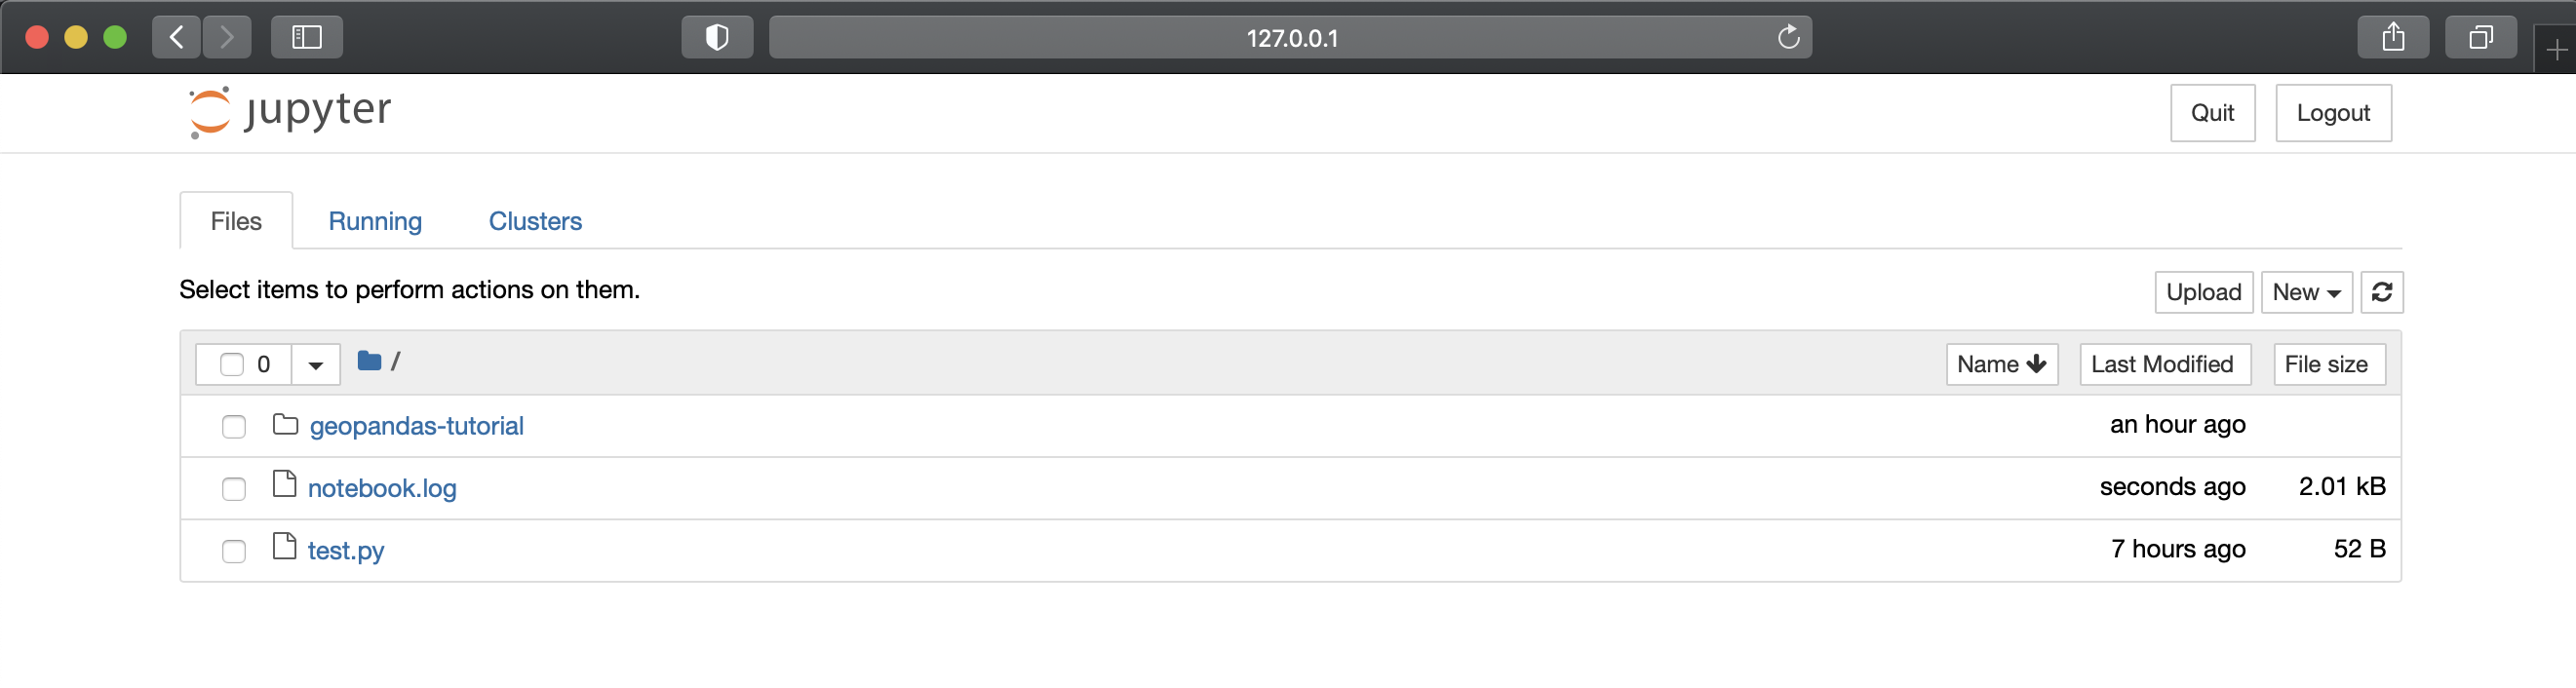 127.0.0.1
jupyter
Quit Logout
Files Running Clusters
Select items to perform actions on them.
Upload New
0 / Name Last Modified File size
geopandas-tutorial an hour ago
notebook.log seconds ago 2.01 kB
test.py 7 hours ago 52 B